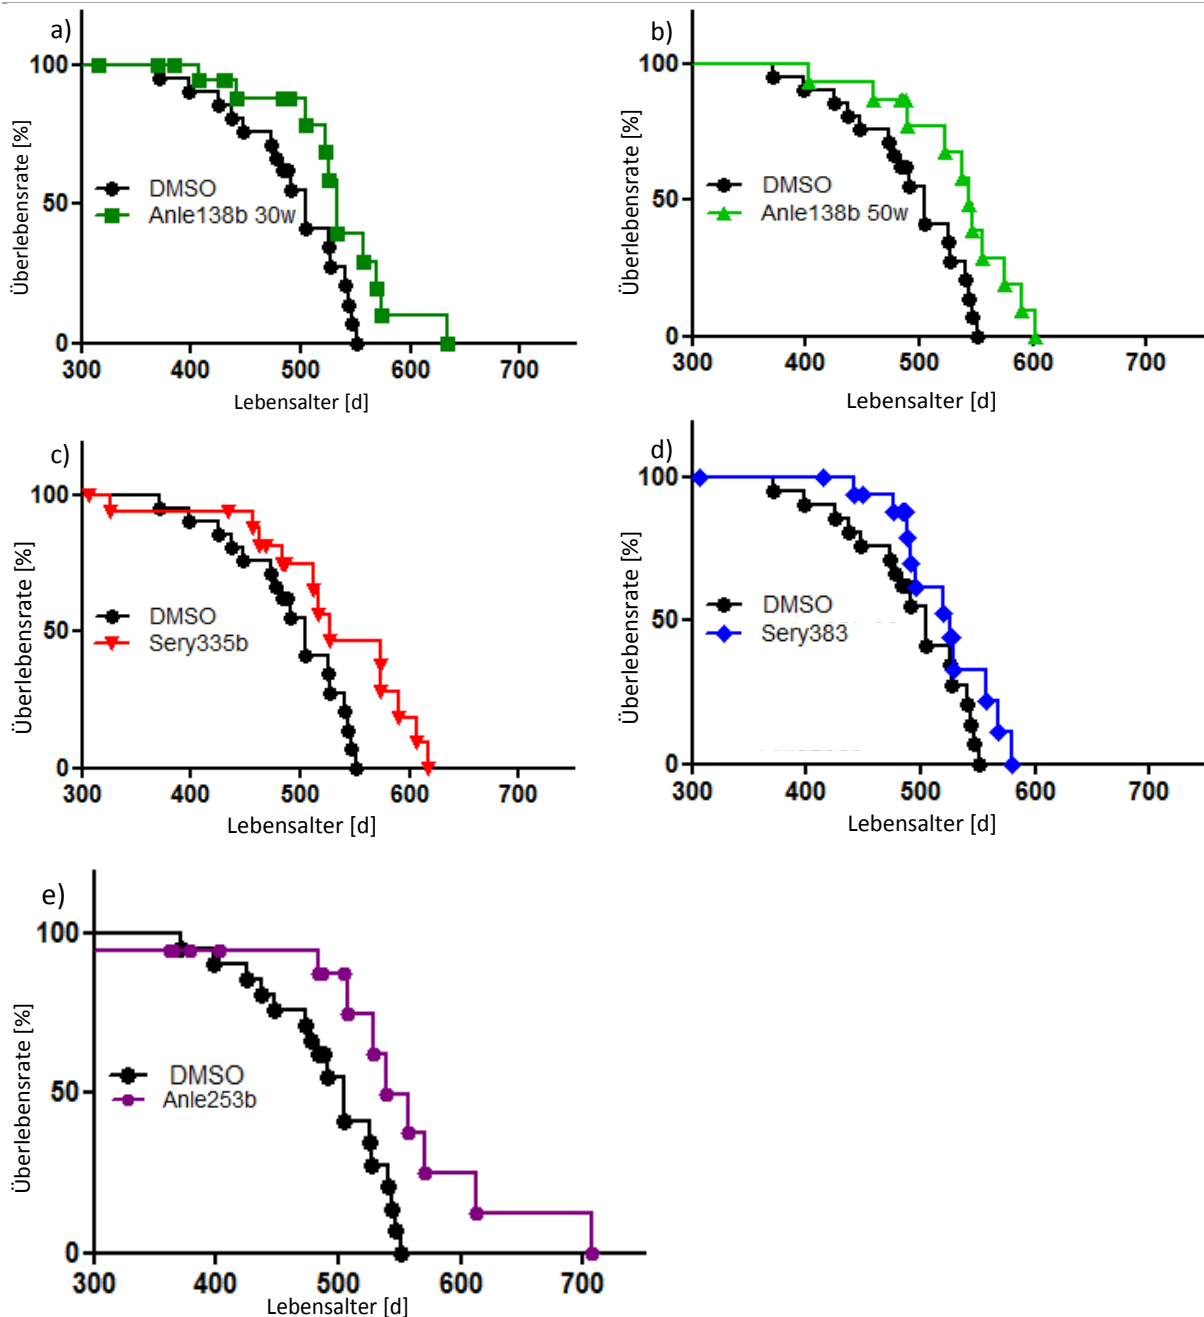 a)
Überlebensrate [%]
100
50
0
DMSO
Anle138b 30w
300 400 500 600 700
Lebensalter [d]
b)
Überlebensrate [%]
100
50
0
DMSO
Anle138b 50w
300 400 500 600 700
Lebensalter [d]
c)
Überlebensrate [%]
100
50
0
DMSO
Sery335b
300 400 500 600 700
Lebensalter [d]
d)
Überlebensrate [%]
100
50
0
DMSO
Sery383
300 400 500 600 700
Lebensalter [d]
e)
Überlebensrate [%]
100
50
0
DMSO
Anle253b
300 400 500 600 700
Lebensalter [d]